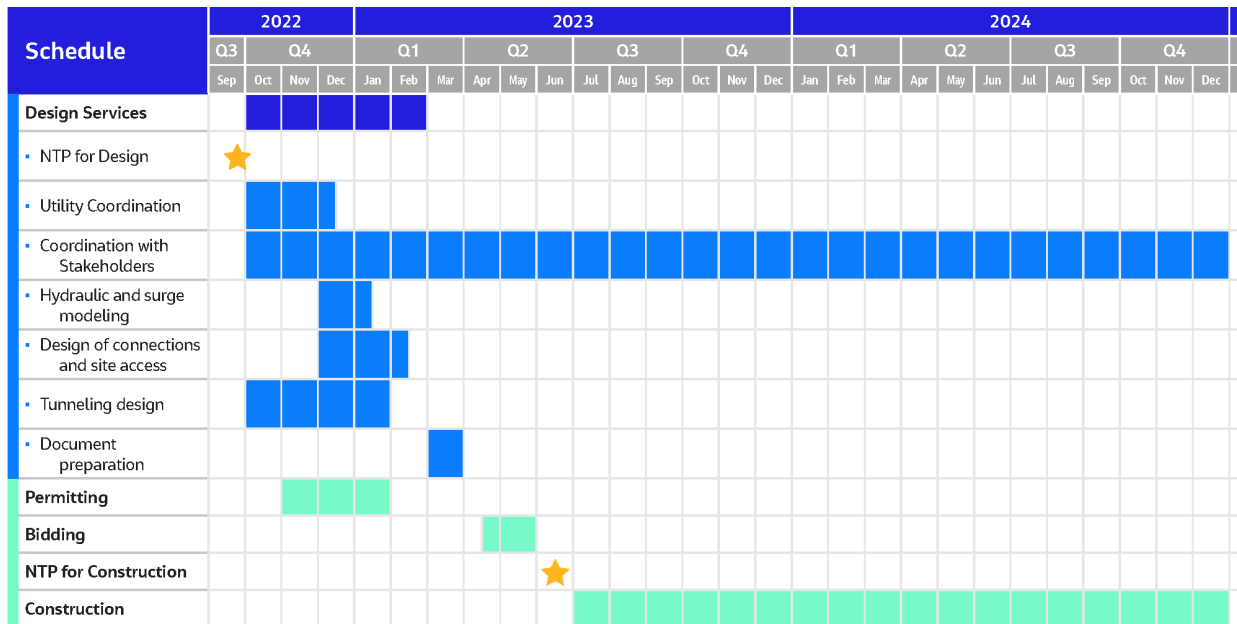 Schedule
2022 2023 2024
Q3 Q4 Q1 Q2 Q3 Q4 Q1 Q2 Q3 Q4
Sep Oct Nov Dec Jan Feb Mar Apr May Jun Jul Aug Sep Oct Nov Dec Jan Feb Mar Apr May Jun Jul Aug Sep Oct Nov Dec
Design Services
▪ NTP for Design
▪ Utility Coordination
▪ Coordination with
Stakeholders
▪ Hydraulic and surge
modeling
▪ Design of connections
and site access
▪ Tunneling design
▪ Document
preparation
Permitting
Bidding
NTP for Construction
Construction